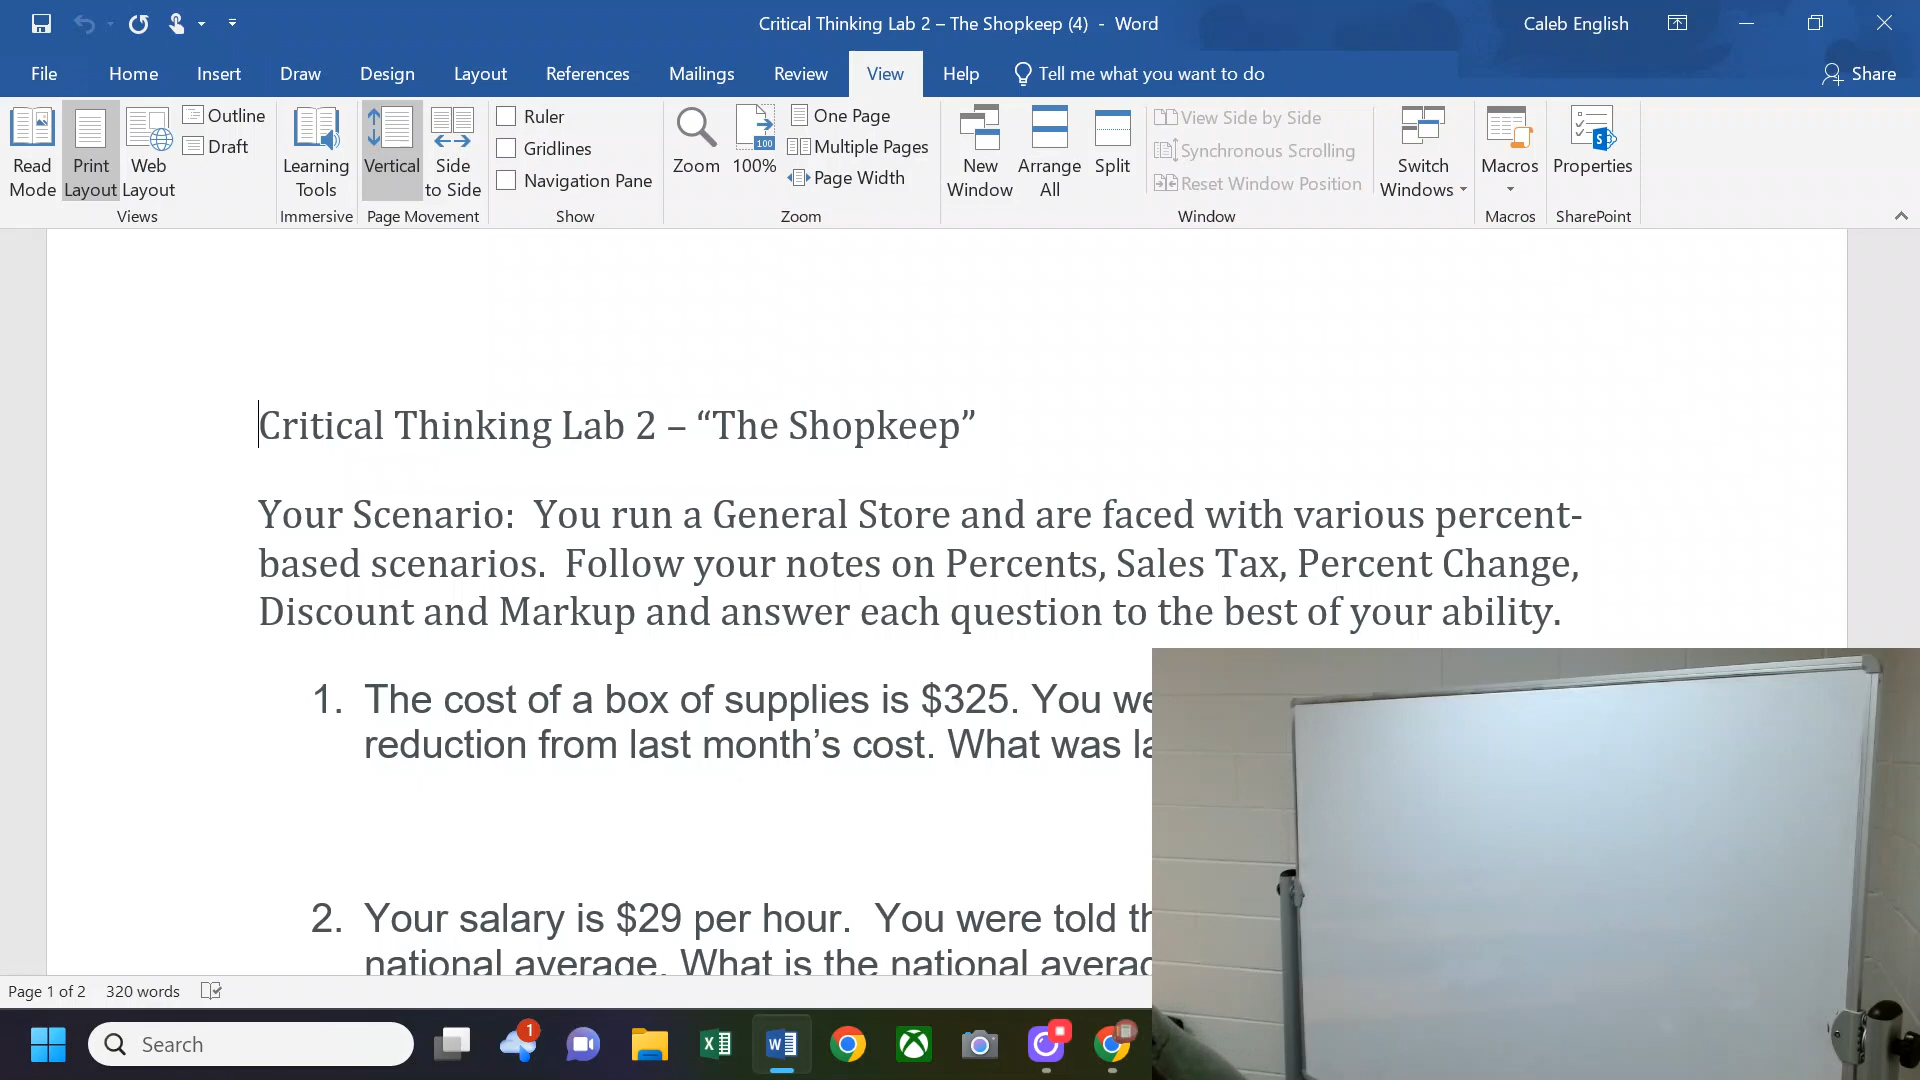 Critical Thinking Lab 2 – The Shopkeep (4) - Word
Caleb English
File Home Insert Draw Design Layout References Mailings Review View Help Tell me what you want to do Share
Read Mode
Print Layout
Web Layout
Outline
Draft
Views
Learning Tools
Immersive
Vertical
Side to Side
Page Movement
Ruler
Gridlines
Navigation Pane
Show
Zoom
100
100%
One Page
Multiple Pages
Page Width
Zoom
New Window
Arrange All
Split
View Side by Side
Synchronous Scrolling
Reset Window Position
Switch Windows
Window
Macros
Macros
Properties
SharePoint
Critical Thinking Lab 2 – “The Shopkeep”
Your Scenario: You run a General Store and are faced with various percent-
based scenarios. Follow your notes on Percents, Sales Tax, Percent Change,
Discount and Markup and answer each question to the best of your ability.
1. The cost of a box of supplies is $325. You we
reduction from last month’s cost. What was la
2. Your salary is $29 per hour. You were told th
national average. What is the national averag
Page 1 of 2 320 words
Search
1